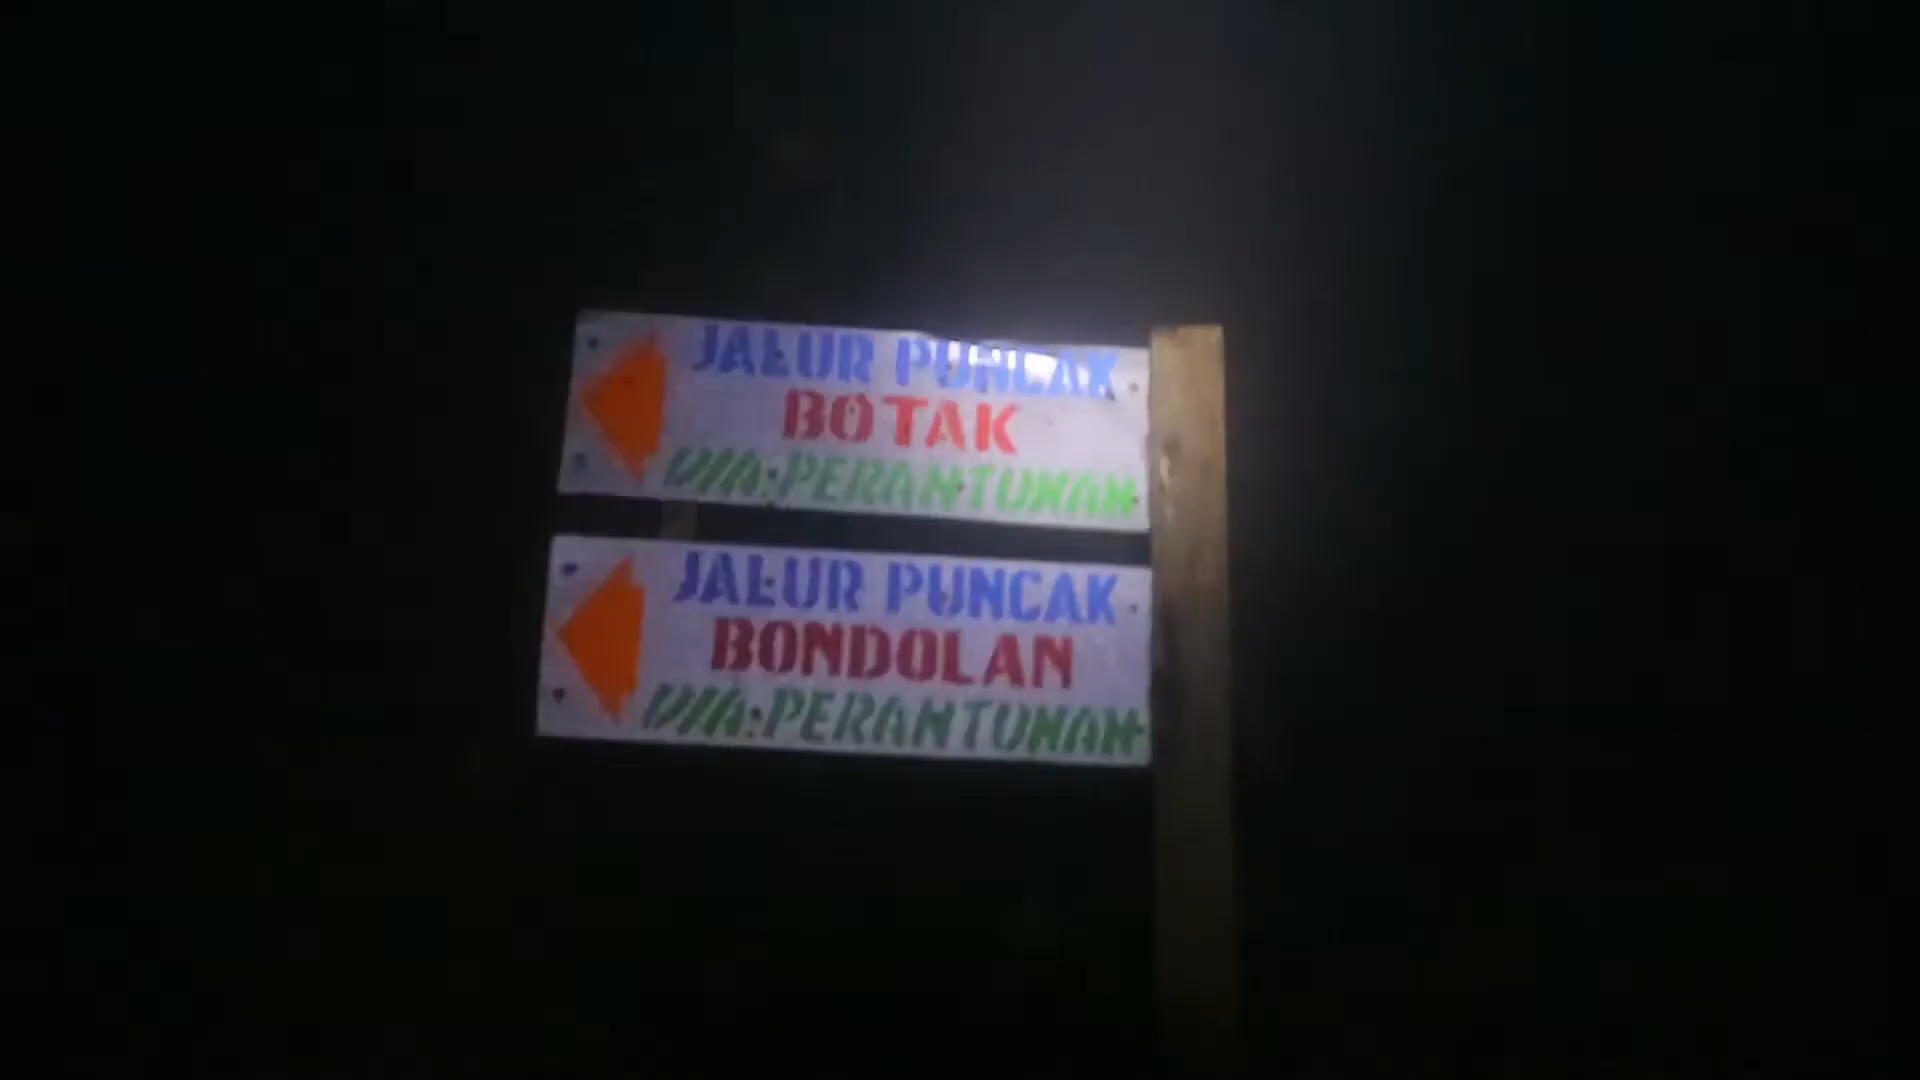 JALUR PUNCAK
BOTAK
VIA:PERANTUNAN
JALUR PUNCAK
BONDOLAN
VIA:PERANTUNAN